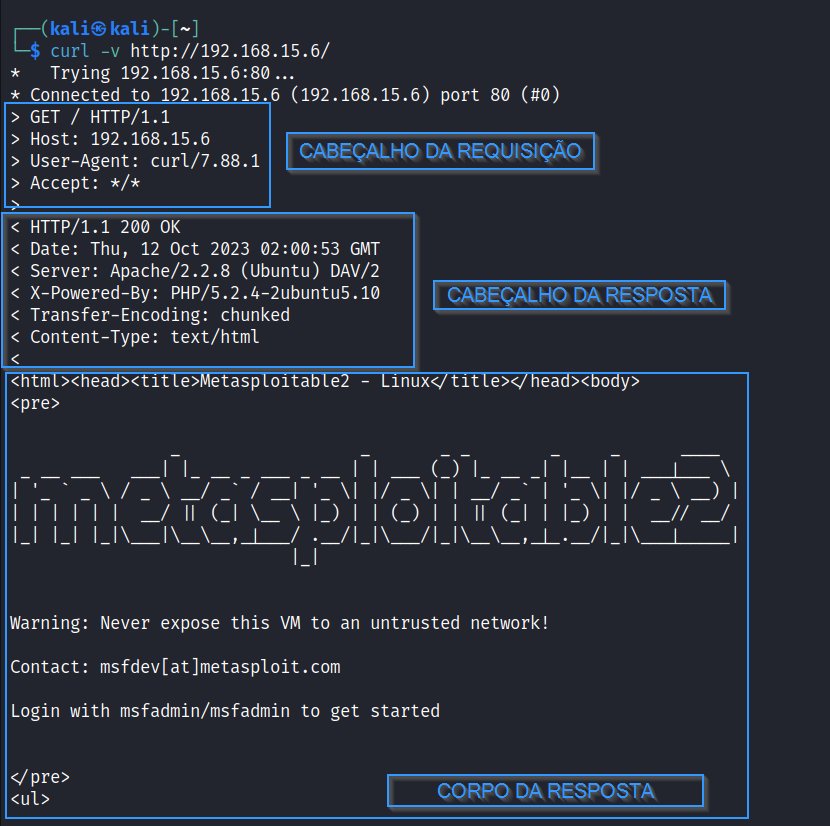 ┌──(kali㉿kali)-[~]
└─$ curl -v http://192.168.15.6/
*   Trying 192.168.15.6:80...
* Connected to 192.168.15.6 (192.168.15.6) port 80 (#0)
> GET / HTTP/1.1
> Host: 192.168.15.6
> User-Agent: curl/7.88.1
> Accept: */*
>
CABEÇALHO DA REQUISIÇÃO
< HTTP/1.1 200 OK
< Date: Thu, 12 Oct 2023 02:00:53 GMT
< Server: Apache/2.2.8 (Ubuntu) DAV/2
< X-Powered-By: PHP/5.2.4-2ubuntu5.10
< Transfer-Encoding: chunked
< Content-Type: text/html
<
CABEÇALHO DA RESPOSTA
<html><head><title>Metasploitable2 - Linux</title></head><body>
<pre>
metasploitable2
Warning: Never expose this VM to an untrusted network!
Contact: msfdev[at]metasploit.com
Login with msfadmin/msfadmin to get started
</pre>
<ul>
CORPO DA RESPOSTA